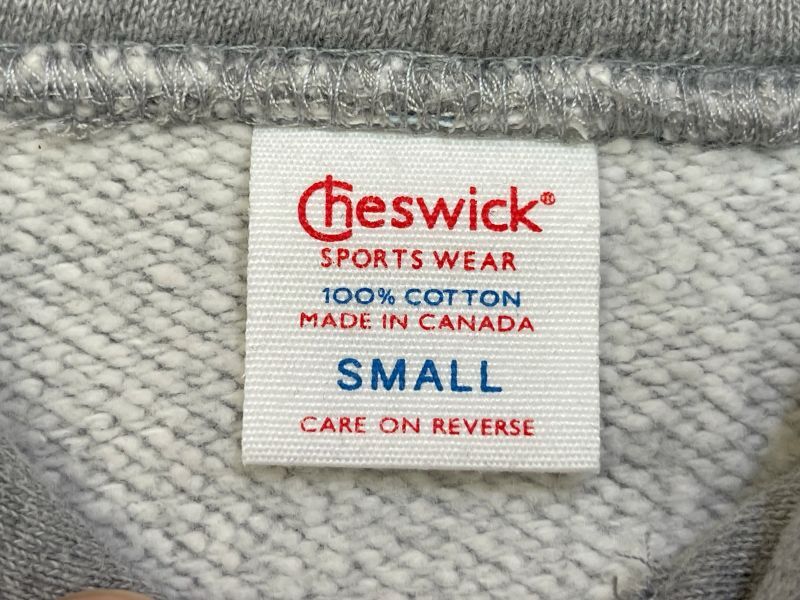 Cheswick®
SPORTS WEAR
100% COTTON
MADE IN CANADA
SMALL
CARE ON REVERSE